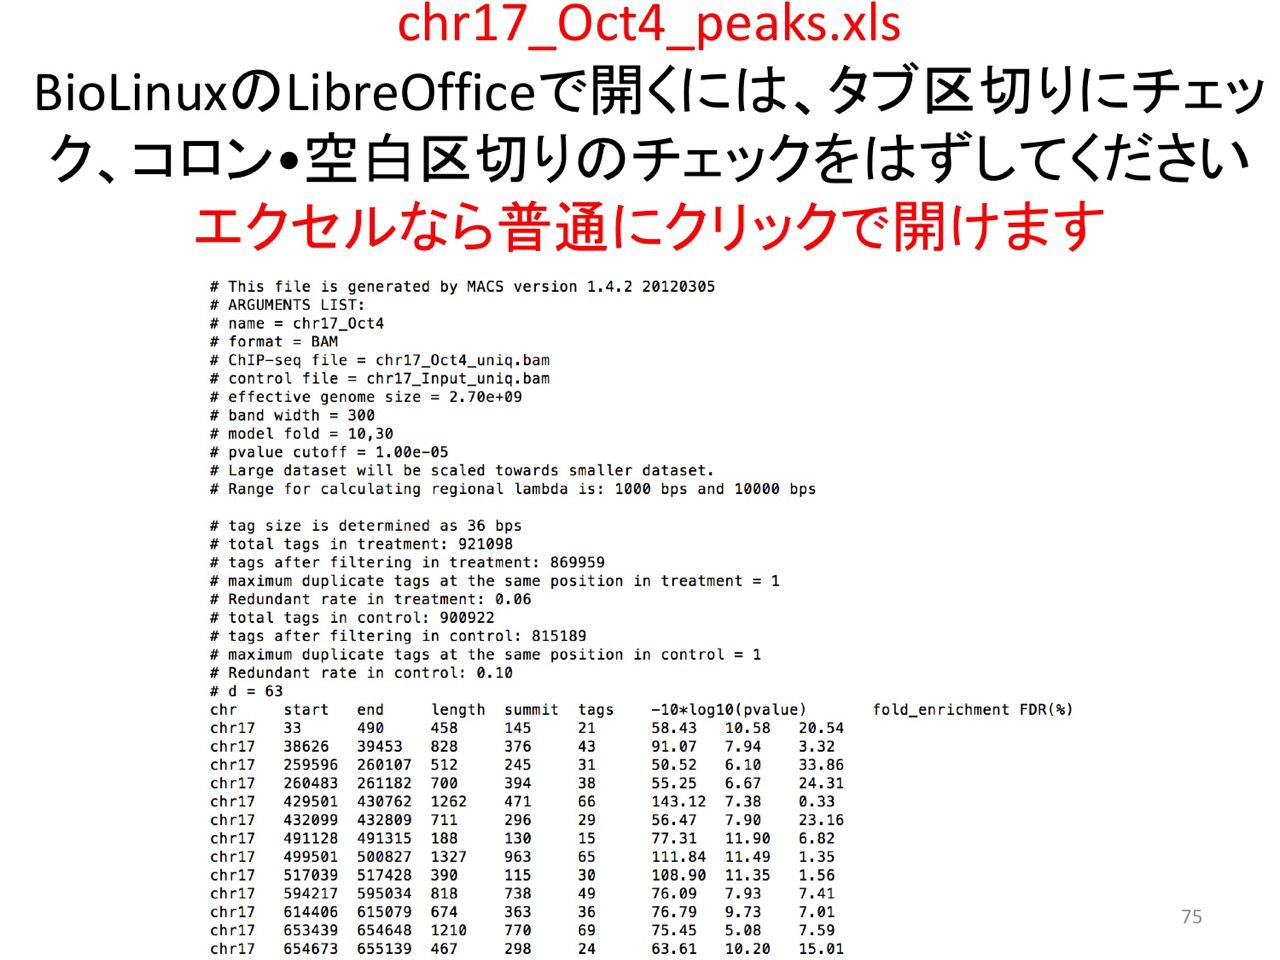 chr17_Oct4_peaks.xls
BioLinuxのLibreOfficeで開くには、タブ区切りにチェッ
ク、コロン•空白区切りのチェックをはずしてください
エクセルなら普通にクリックで開けます
# This file is generated by MACS version 1.4.2 20120305
# ARGUMENTS LIST:
# name = chr17_Oct4
# format = BAM
# ChIP-seq file = chr17_Oct4_uniq.bam
# control file = chr17_Input_uniq.bam
# effective genome size = 2.70e+09
# band width = 300
# model fold = 10,30
# pvalue cutoff = 1.00e-05
# Large dataset will be scaled towards smaller dataset.
# Range for calculating regional lambda is: 1000 bps and 10000 bps
# tag size is determined as 36 bps
# total tags in treatment: 921098
# tags after filtering in treatment: 869959
# maximum duplicate tags at the same position in treatment = 1
# Redundant rate in treatment: 0.06
# total tags in control: 900922
# tags after filtering in control: 815189
# maximum duplicate tags at the same position in control = 1
# Redundant rate in control: 0.10
# d = 63
chr start end length summit tags -10*log10(pvalue) fold_enrichment FDR(%)
chr17 33 490 458 145 21 58.43 10.58 20.54
chr17 38626 39453 828 376 43 91.07 7.94 3.32
chr17 259596 260107 512 245 31 50.52 6.10 33.86
chr17 260483 261182 700 394 38 55.25 6.67 24.31
chr17 429501 430762 1262 471 66 143.12 7.38 0.33
chr17 432099 432809 711 296 29 56.47 7.90 23.16
chr17 491128 491315 188 130 15 77.31 11.90 6.82
chr17 499501 500827 1327 963 65 111.84 11.49 1.35
chr17 517039 517428 390 115 30 108.90 11.35 1.56
chr17 594217 595034 818 738 49 76.09 7.93 7.41
chr17 614406 615079 674 363 36 76.79 9.73 7.01
chr17 653439 654648 1210 770 69 75.45 5.08 7.59
chr17 654673 655139 467 298 24 63.61 10.20 15.01
75